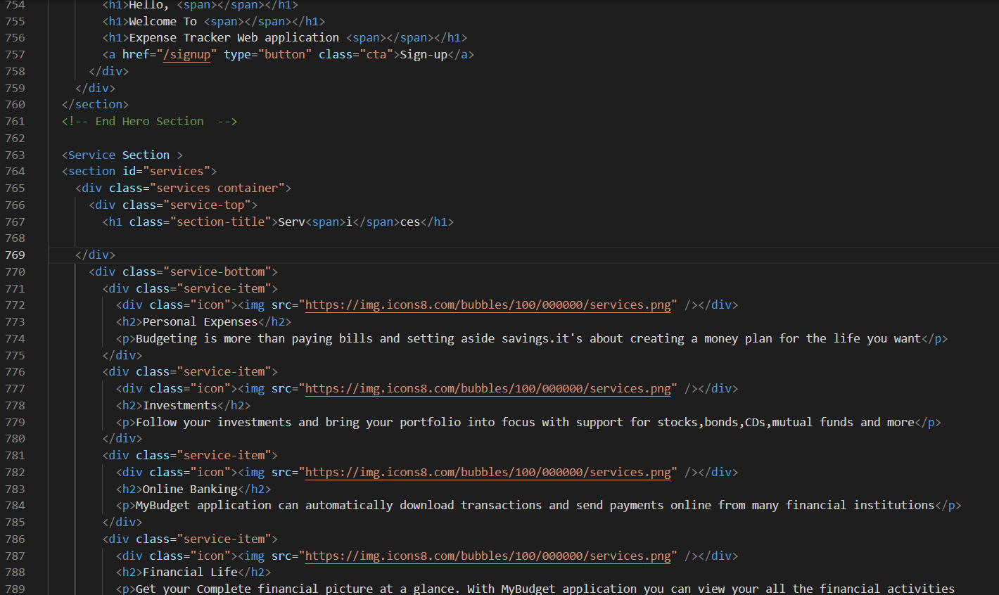 754 <h1>Hello, <span></span></h1>
755 <h1>Welcome To <span></span></h1>
756 <h1>Expense Tracker Web application <span></span></h1>
757 <a href="/signup" type="button" class="cta">Sign-up</a>
758 </div>
759 </div>
760 </section>
761 <!-- End Hero Section  -->
762
763 <Service Section >
764 <section id="services">
765 <div class="services container">
766 <div class="service-top">
767 <h1 class="section-title">Serv<span>i</span>ces</h1>
768
769 </div>
770 <div class="service-bottom">
771 <div class="service-item">
772 <div class="icon"><img src="https://img.icons8.com/bubbles/100/000000/services.png" /></div>
773 <h2>Personal Expenses</h2>
774 <p>Budgeting is more than paying bills and setting aside savings.it's about creating a money plan for the life you want</p>
775 </div>
776 <div class="service-item">
777 <div class="icon"><img src="https://img.icons8.com/bubbles/100/000000/services.png" /></div>
778 <h2>Investments</h2>
779 <p>Follow your investments and bring your portfolio into focus with support for stocks,bonds,CDs,mutual funds and more</p>
780 </div>
781 <div class="service-item">
782 <div class="icon"><img src="https://img.icons8.com/bubbles/100/000000/services.png" /></div>
783 <h2>Online Banking</h2>
784 <p>MyBudget application can automatically download transactions and send payments online from many financial institutions</p>
785 </div>
786 <div class="service-item">
787 <div class="icon"><img src="https://img.icons8.com/bubbles/100/000000/services.png" /></div>
788 <h2>Financial Life</h2>
789 <p>Get your Complete financial picture at a glance. With MyBudget application you can view your all the financial activities